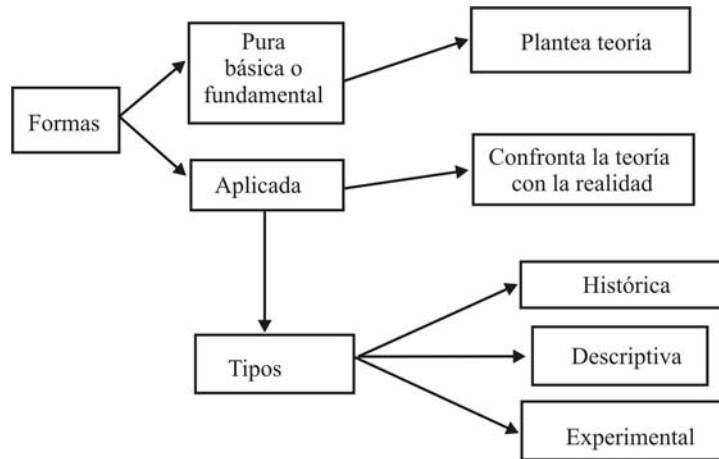 Pura
básica o
fundamental
Plantea teoría
Formas
Aplicada
Confronta la teoría
con la realidad
Tipos
Histórica
Descriptiva
Experimental